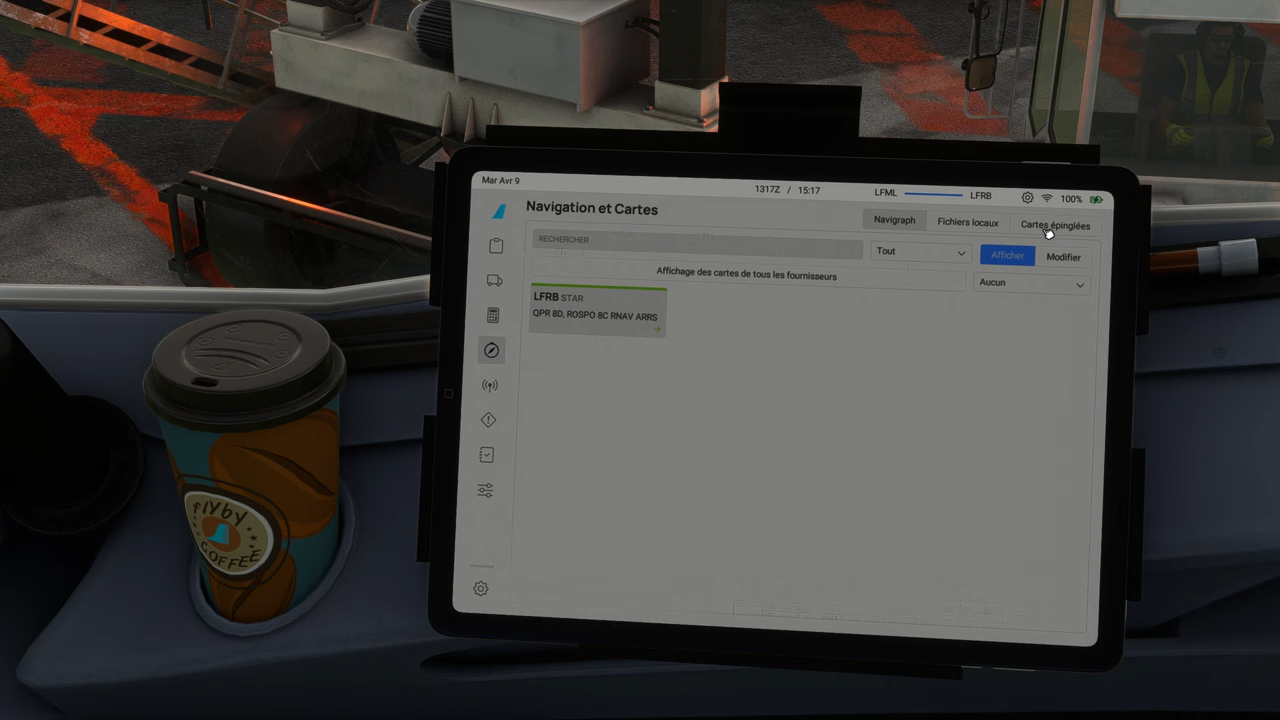 Mar Avr 9
1317Z / 15:17
LFML
LFRB
100%
Navigation et Cartes
Navigraph
Fichiers locaux
Cartes épinglées
RECHERCHER
Tout
Afficher
Modifier
Affichage des cartes de tous les fournisseurs
Aucun
LFRB STAR
QPR 8D, ROSPO 8C RNAV ARRS
flyby
COFFEE